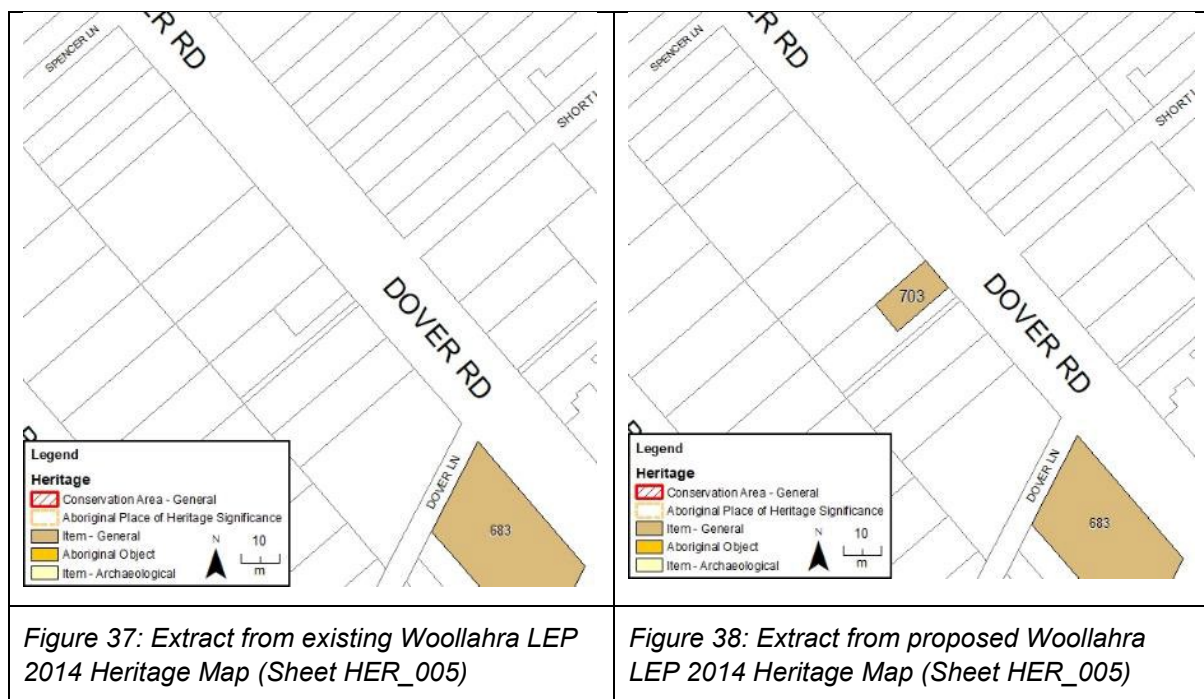 ER RD
SPENCER LN
SHORT L
DOVER RD
DOVER LN
683
Legend
Heritage
Conservation Area - General
Aboriginal Place of Heritage Significance
Item - General
Aboriginal Object
Item - Archaeological
N
10
m
ER RD
SPENCER LN
SHORT L
703
DOVER RD
DOVER LN
683
Legend
Heritage
Conservation Area - General
Aboriginal Place of Heritage Significance
Item - General
Aboriginal Object
Item - Archaeological
N
10
m
Figure 37: Extract from existing Woollahra LEP
2014 Heritage Map (Sheet HER_005)
Figure 38: Extract from proposed Woollahra
LEP 2014 Heritage Map (Sheet HER_005)